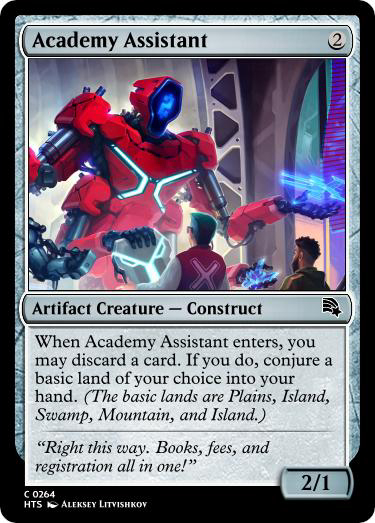 Academy Assistant 2
Artifact Creature — Construct
When Academy Assistant enters, you
may discard a card. If you do, conjure a
basic land of your choice into your
hand. (The basic lands are Plains, Island,
Swamp, Mountain, and Island.)
“Right this way. Books, fees, and
registration all in one!”
2/1
C 0264
HTS Aleksey Litvishkov